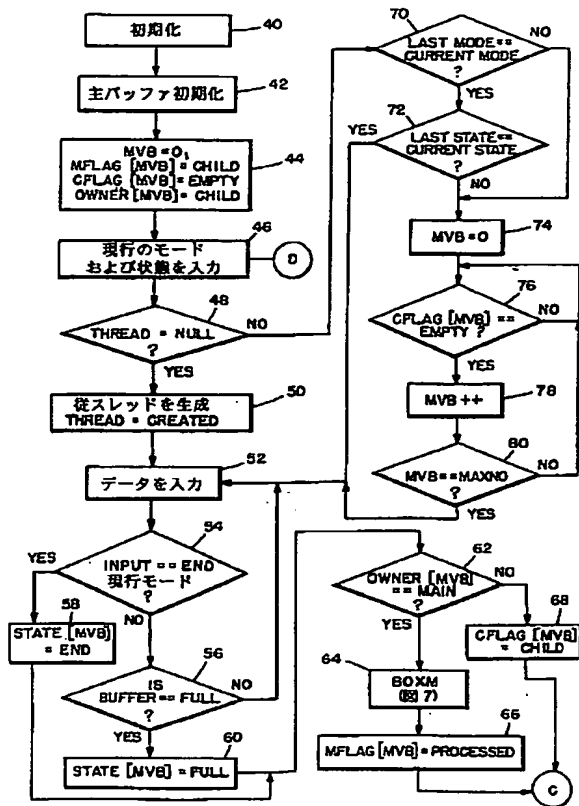 初期化
40
主バッファ初期化
42
MVB=0,
MFLAG [MVB]=CHILD
CFLAG [MVB]=EMPTY
OWNER [MVB]=CHILD
44
現行のモード
および状態を入力
46
D
THREAD = NULL
?
48
NO
YES
従スレッドを生成
THREAD = CREATED
50
データを入力
52
INPUT == END
現行モード
?
54
YES
NO
STATE [MVB]
= END
58
IS
BUFFER== FULL
?
56
NO
YES
STATE [MVB] = FULL
60
70
LAST MODE==
CURRENT MODE
?
NO
YES
72
YES
LAST STATE==
CURRENT STATE
?
NO
MVB=0
74
CFLAG [MVB]==
EMPTY ?
76
NO
YES
MVB++
78
MVB==MAXNO
?
80
NO
YES
OWNER [MVB]
== MAIN
?
62
NO
YES
CFLAG [MVB]
= CHILD
68
64
BOXM
(図7)
MFLAG[MVB]=PROCESSED
66
C